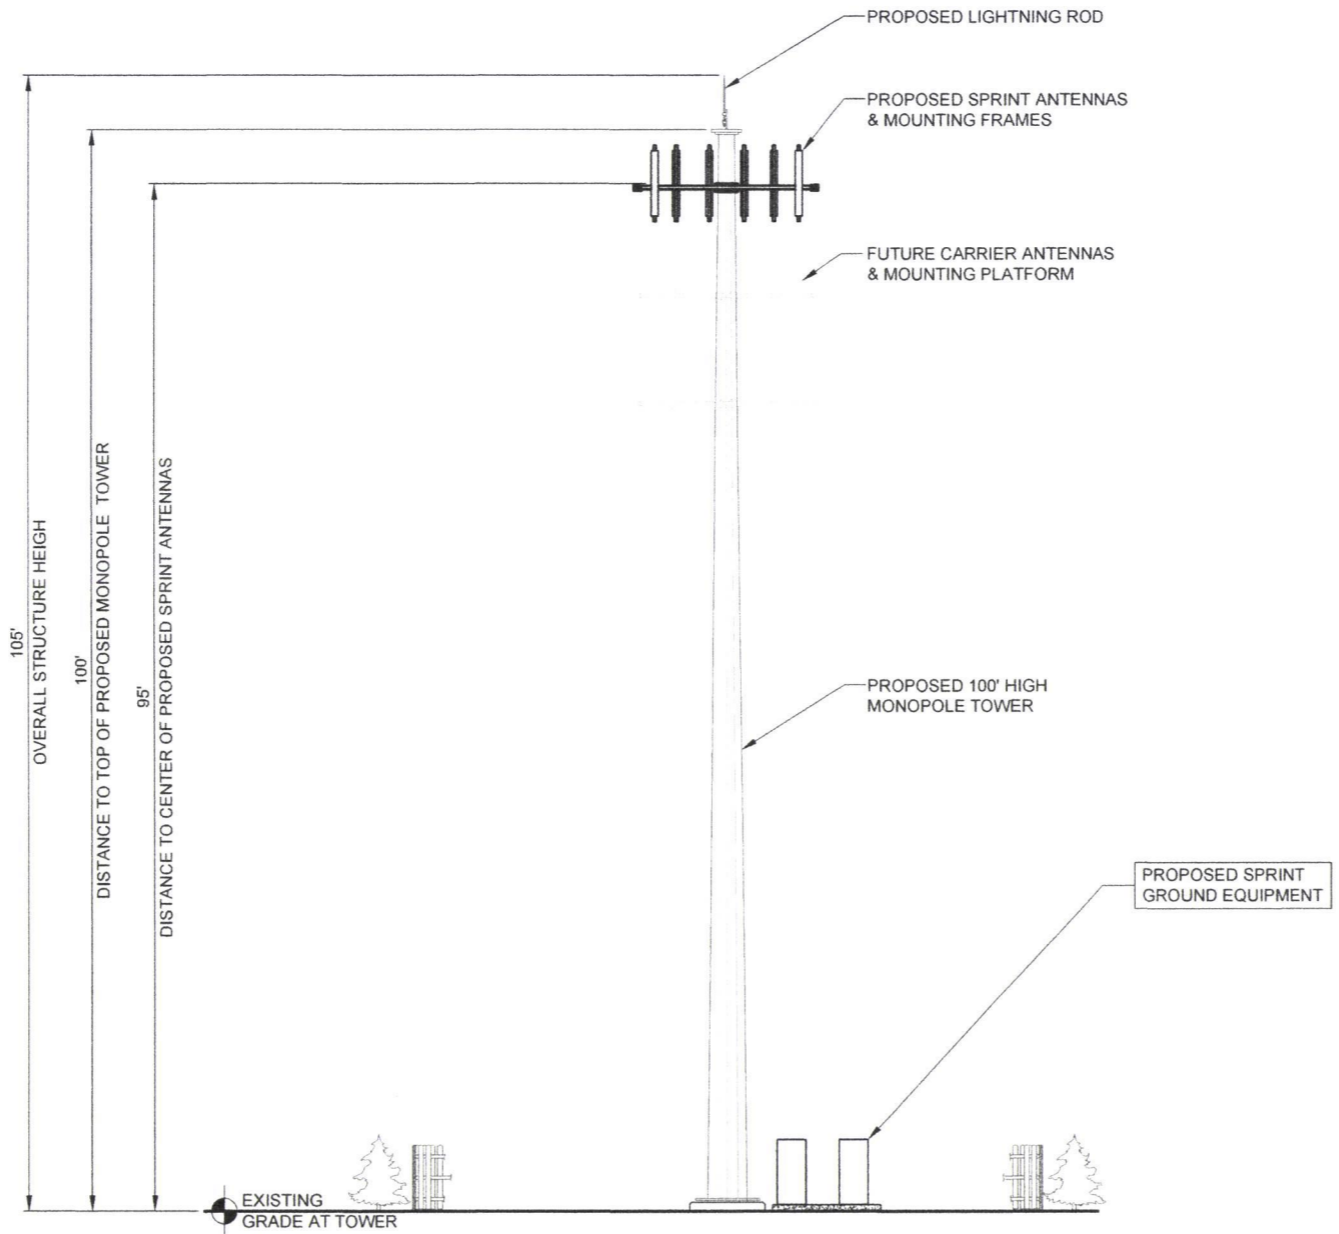 PROPOSED LIGHTNING ROD
PROPOSED SPRINT ANTENNAS
& MOUNTING FRAMES
FUTURE CARRIER ANTENNAS
& MOUNTING PLATFORM
105'
OVERALL STRUCTURE HEIGH
100'
DISTANCE TO TOP OF PROPOSED MONOPOLE TOWER
95'
DISTANCE TO CENTER OF PROPOSED SPRINT ANTENNAS
PROPOSED 100' HIGH
MONOPOLE TOWER
PROPOSED SPRINT
GROUND EQUIPMENT
EXISTING
GRADE AT TOWER